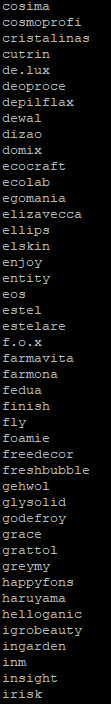 cosima
cosmoprofi
cristalinas
cutrin
de.lux
deoproce
depilflax
dewal
dizao
domix
ecocraft
ecolab
egomania
elizavecca
ellips
elskin
enjoy
entity
eos
estel
estelare
f.o.x
farmavita
farmona
fedua
finish
fly
foamie
freedecor
freshbubble
gehwol
glysolid
godefroy
grace
grattol
greymy
happyfons
haruyama
helloganic
igrobeauty
ingarden
inm
insight
irisk